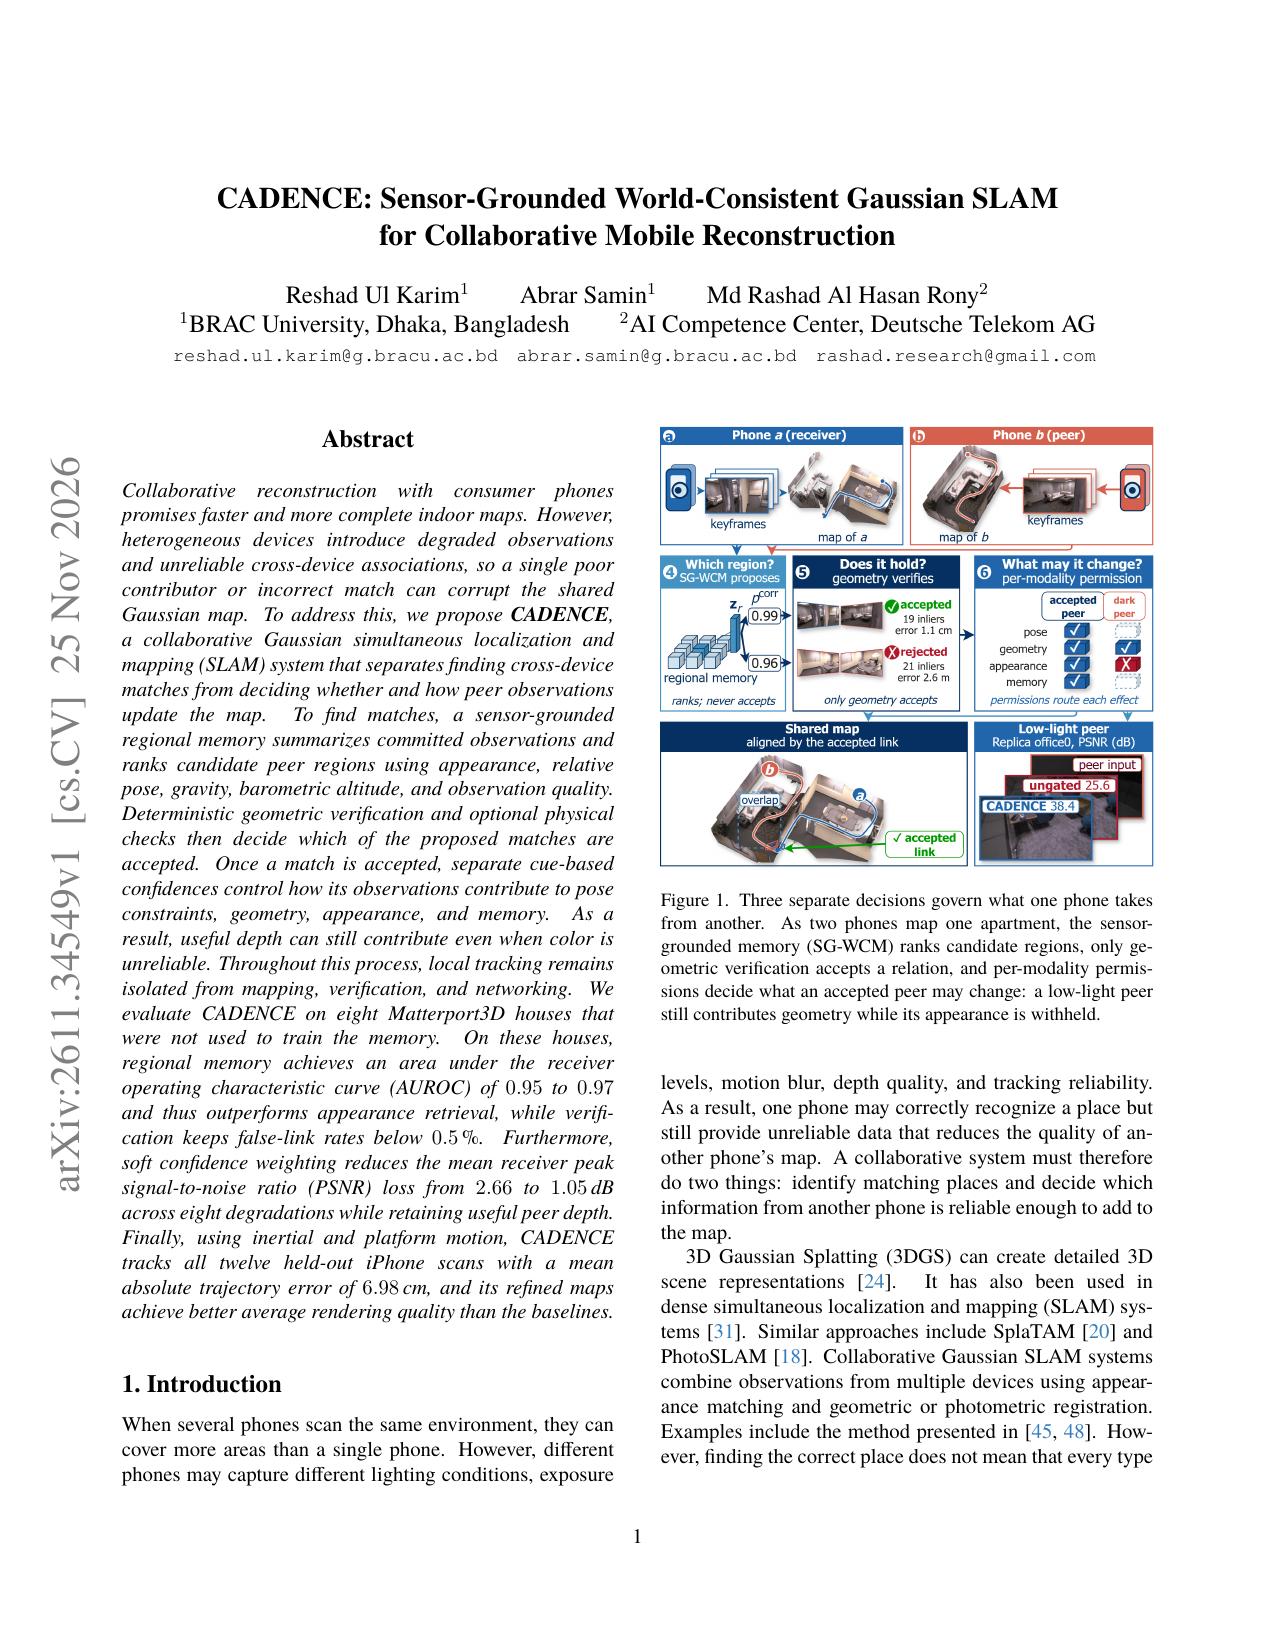 CADENCE: Sensor-Grounded World-Consistent Gaussian SLAM
for Collaborative Mobile Reconstruction
Reshad Ul Karim1 Abrar Samin1 Md Rashad Al Hasan Rony2
1BRAC University, Dhaka, Bangladesh 2AI Competence Center, Deutsche Telekom AG
reshad.ul.karim@g.bracu.ac.bd abrar.samin@g.bracu.ac.bd rashad.research@gmail.com
arXiv:2611.34549v1 [cs.CV] 25 Nov 2026
Abstract
Collaborative reconstruction with consumer phones
promises faster and more complete indoor maps. However,
heterogeneous devices introduce degraded observations
and unreliable cross-device associations, so a single poor
contributor or incorrect match can corrupt the shared
Gaussian map. To address this, we propose CADENCE,
a collaborative Gaussian simultaneous localization and
mapping (SLAM) system that separates finding cross-device
matches from deciding whether and how peer observations
update the map. To find matches, a sensor-grounded
regional memory summarizes committed observations and
ranks candidate peer regions using appearance, relative
pose, gravity, barometric altitude, and observation quality.
Deterministic geometric verification and optional physical
checks then decide which of the proposed matches are
accepted. Once a match is accepted, separate cue-based
confidences control how its observations contribute to pose
constraints, geometry, appearance, and memory. As a
result, useful depth can still contribute even when color is
unreliable. Throughout this process, local tracking remains
isolated from mapping, verification, and networking. We
evaluate CADENCE on eight Matterport3D houses that
were not used to train the memory. On these houses,
regional memory achieves an area under the receiver
operating characteristic curve (AUROC) of 0.95 to 0.97
and thus outperforms appearance retrieval, while verifi-
cation keeps false-link rates below 0.5 %. Furthermore,
soft confidence weighting reduces the mean receiver peak
signal-to-noise ratio (PSNR) loss from 2.66 to 1.05 dB
across eight degradations while retaining useful peer depth.
Finally, using inertial and platform motion, CADENCE
tracks all twelve held-out iPhone scans with a mean
absolute trajectory error of 6.98 cm, and its refined maps
achieve better average rendering quality than the baselines.
1. Introduction
When several phones scan the same environment, they can
cover more areas than a single phone. However, different
phones may capture different lighting conditions, exposure
a Phone a (receiver)
keyframes
map of a
b Phone b (peer)
map of b
keyframes
4 Which region?
SG-WCM proposes
zr
pcorr
0.99
0.96
regional memory
ranks; never accepts
5 Does it hold?
geometry verifies
✓ accepted
19 inliers
error 1.1 cm
X rejected
21 inliers
error 2.6 m
only geometry accepts
6 What may it change?
per-modality permission
accepted peer
dark peer
pose ✓
geometry ✓ ✓
appearance ✓ X
memory ✓
permissions route each effect
Shared map
aligned by the accepted link
b
overlap
a
✓ accepted
link
Low-light peer
Replica office0, PSNR (dB)
peer input
ungated 25.6
CADENCE 38.4
Figure 1. Three separate decisions govern what one phone takes
from another. As two phones map one apartment, the sensor-
grounded memory (SG-WCM) ranks candidate regions, only ge-
ometric verification accepts a relation, and per-modality permis-
sions decide what an accepted peer may change: a low-light peer
still contributes geometry while its appearance is withheld.
levels, motion blur, depth quality, and tracking reliability.
As a result, one phone may correctly recognize a place but
still provide unreliable data that reduces the quality of an-
other phone's map. A collaborative system must therefore
do two things: identify matching places and decide which
information from another phone is reliable enough to add to
the map.
3D Gaussian Splatting (3DGS) can create detailed 3D
scene representations [24]. It has also been used in
dense simultaneous localization and mapping (SLAM) sys-
tems [31]. Similar approaches include SplaTAM [20] and
PhotoSLAM [18]. Collaborative Gaussian SLAM systems
combine observations from multiple devices using appear-
ance matching and geometric or photometric registration.
Examples include the method presented in [45, 48]. How-
ever, finding the correct place does not mean that every type
1